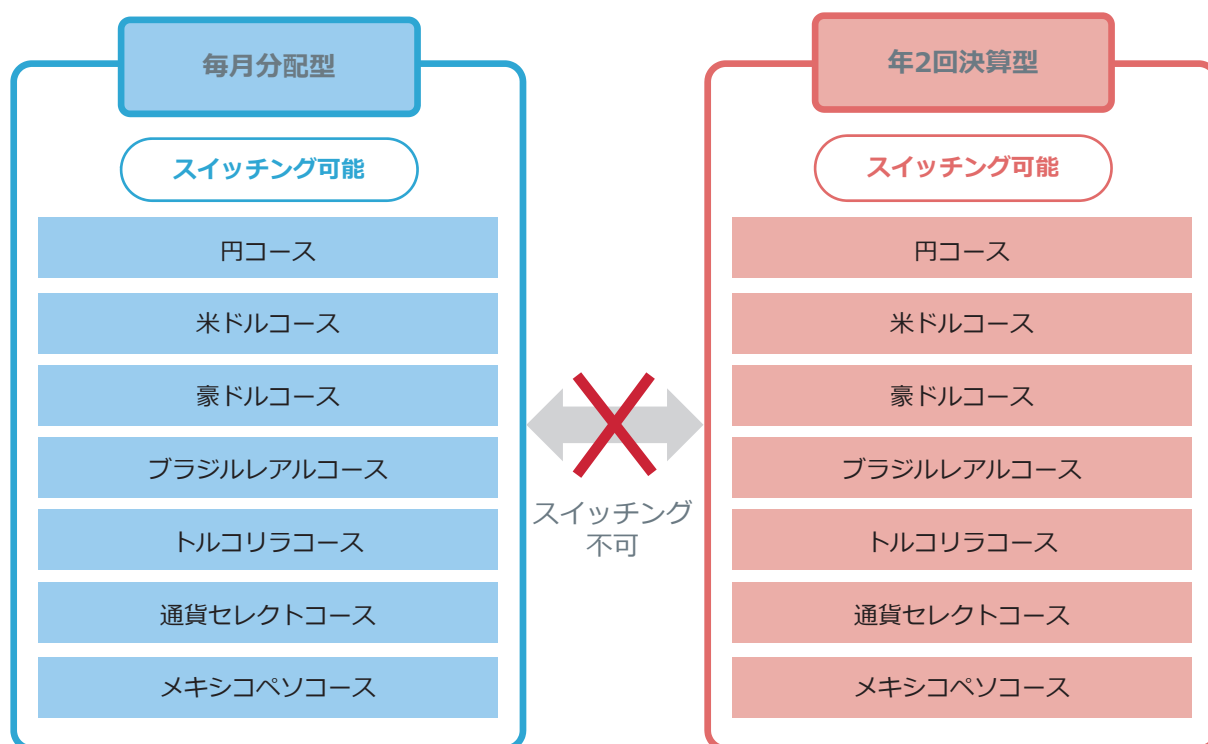 毎月分配型
スイッチング可能
円コース
米ドルコース
豪ドルコース
ブラジルレアルコース
トルコリラコース
通貨セレクトコース
メキシコペソコース
スイッチング
不可
年2回決算型
スイッチング可能
円コース
米ドルコース
豪ドルコース
ブラジルレアルコース
トルコリラコース
通貨セレクトコース
メキシコペソコース